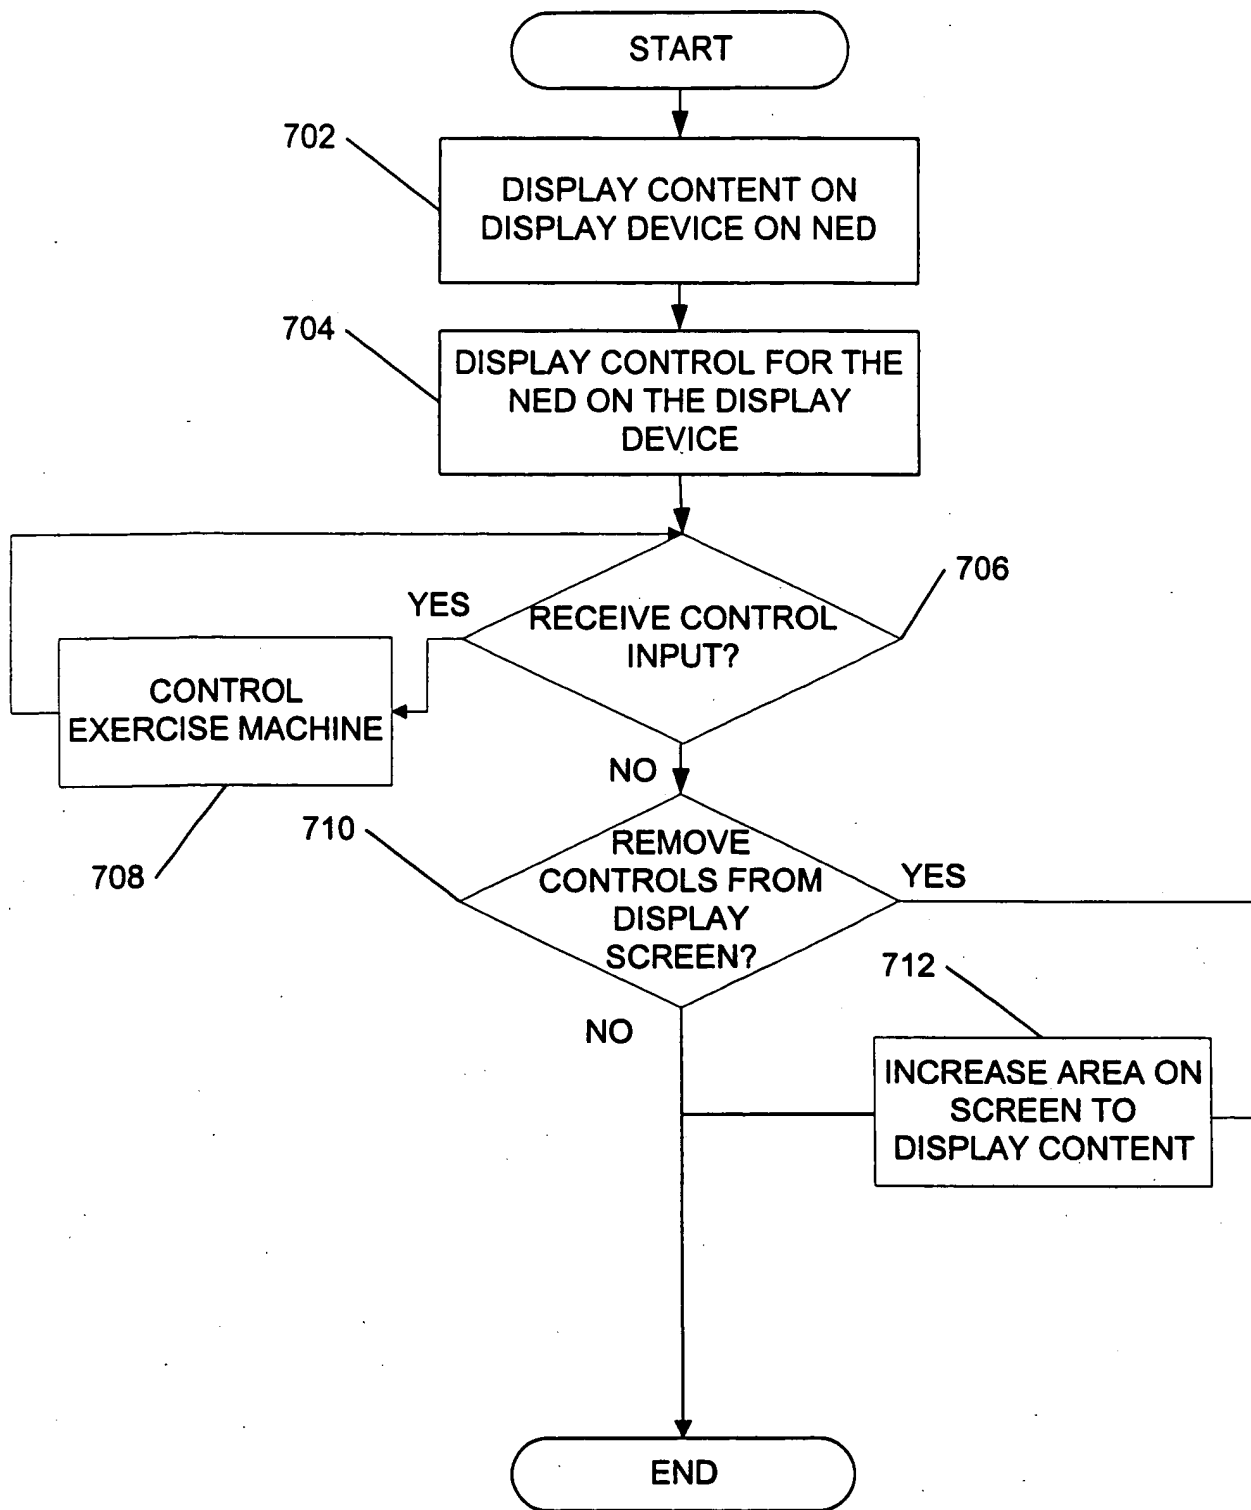 START
702
DISPLAY CONTENT ON
DISPLAY DEVICE ON NED
704
DISPLAY CONTROL FOR THE
NED ON THE DISPLAY
DEVICE
706
YES
RECEIVE CONTROL
INPUT?
CONTROL
EXERCISE MACHINE
708
NO
710
REMOVE
CONTROLS FROM
DISPLAY
SCREEN?
YES
712
NO
INCREASE AREA ON
SCREEN TO
DISPLAY CONTENT
END